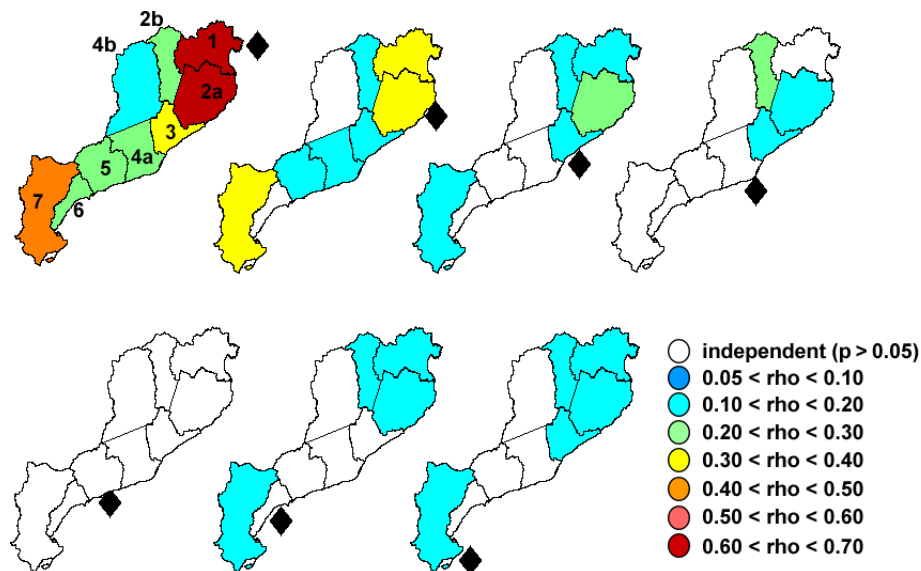 2b
4b
1
2a
3
4a
5
7
6
independent (p > 0.05)
0.05 < rho < 0.10
0.10 < rho < 0.20
0.20 < rho < 0.30
0.30 < rho < 0.40
0.40 < rho < 0.50
0.50 < rho < 0.60
0.60 < rho < 0.70